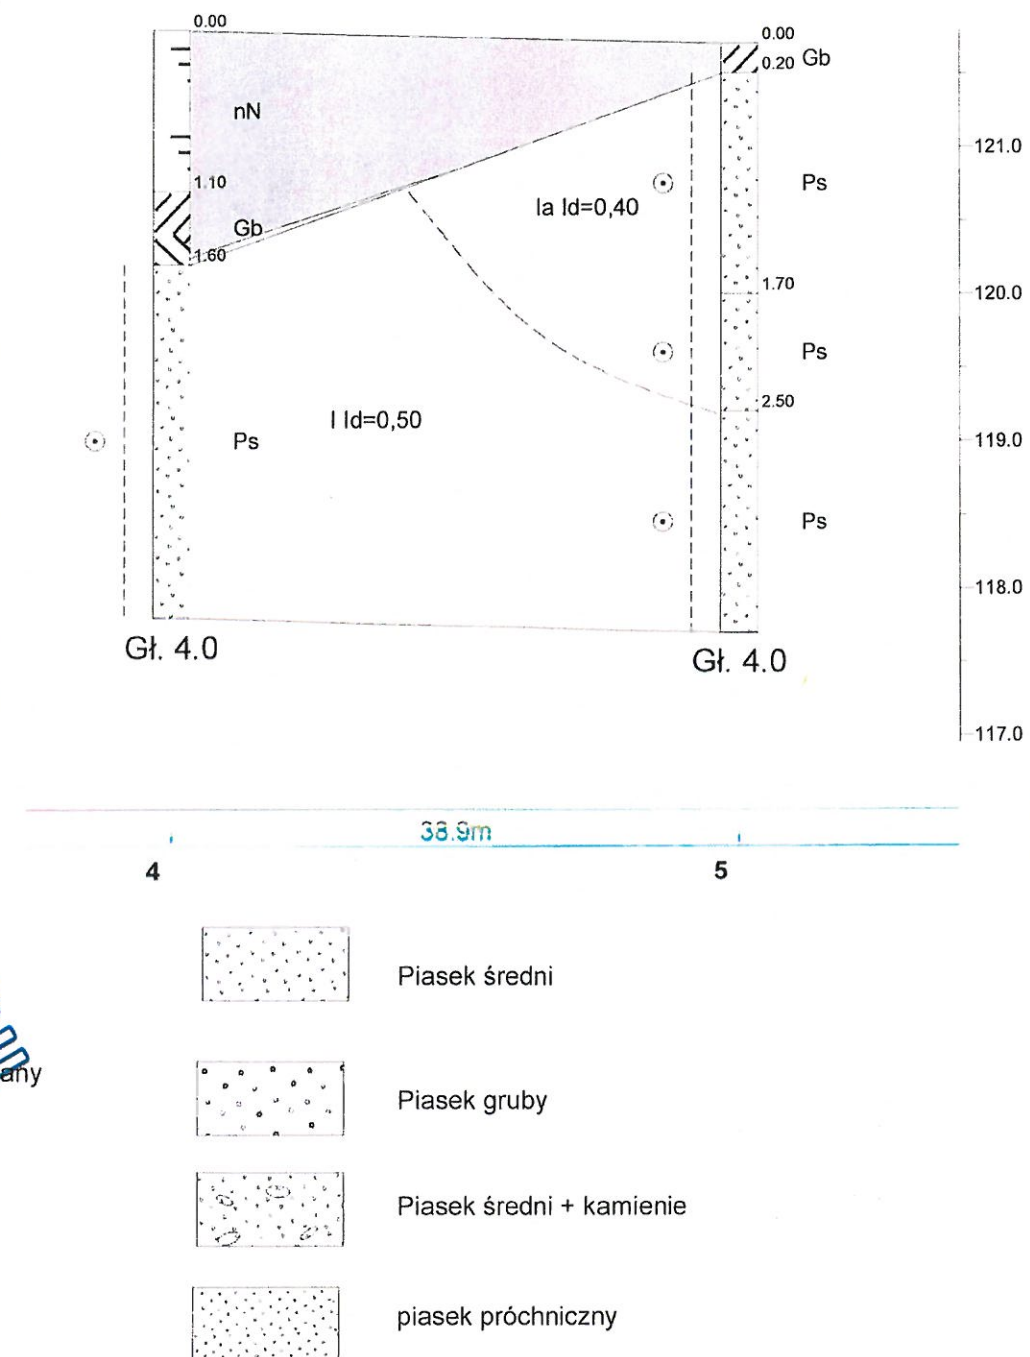 0.00
0.00
0.20 Gb
nN
121.0
1.10
Ps
Ia Id=0,40
Gb
1.60
1.70
120.0
Ps
2.50
I Id=0,50
Ps
119.0
Ps
118.0
Gł. 4.0
Gł. 4.0
117.0
38.9m
4
5
Piasek średni
any
Piasek gruby
Piasek średni + kamienie
piasek próchniczny